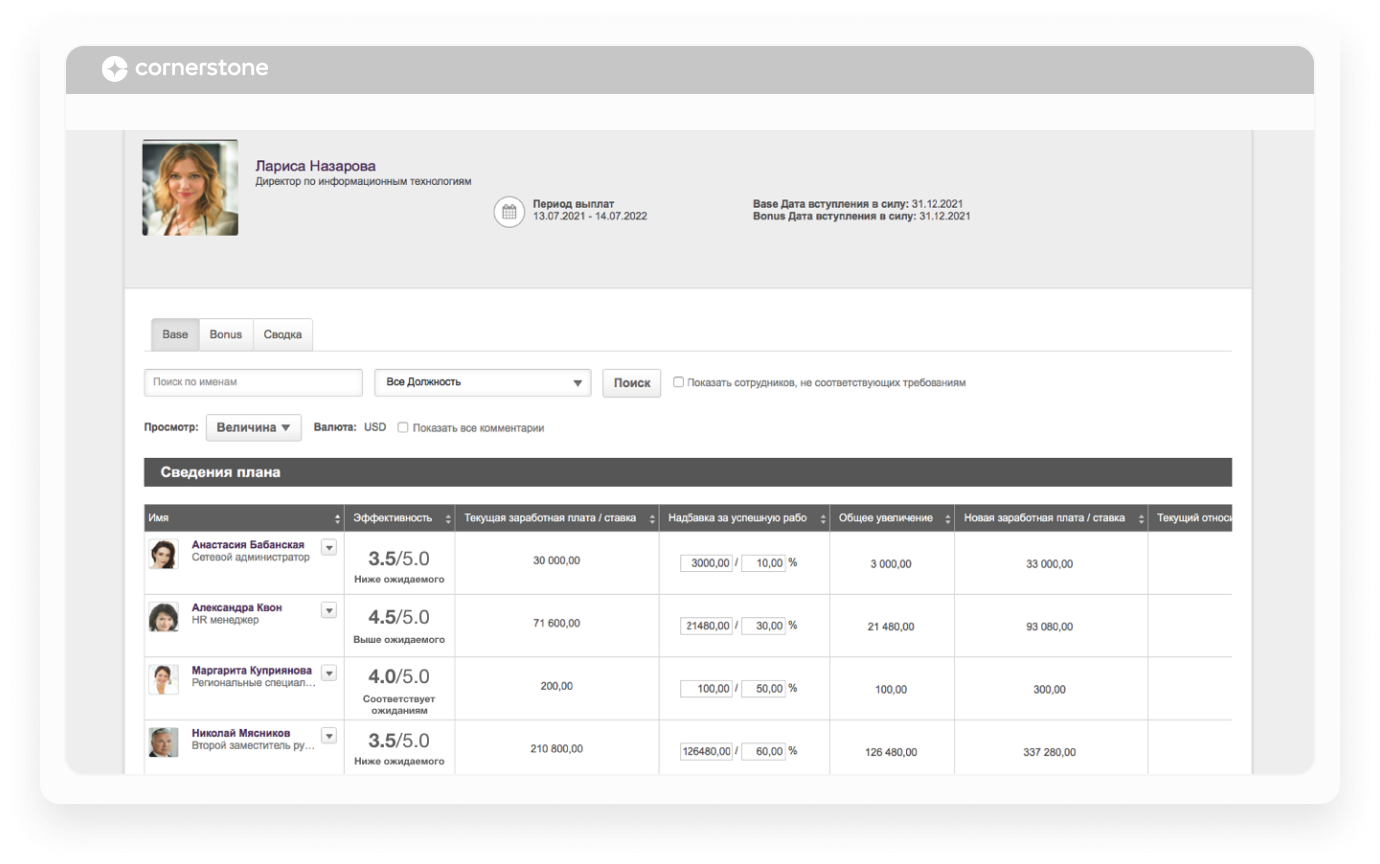 cornerstone
Лариса Назарова
Директор по информационным технологиям
Период выплат
13.07.2021 - 14.07.2022
Base Дата вступления в силу: 31.12.2021
Bonus Дата вступления в силу: 31.12.2021
Base Bonus Сводка
Поиск по именам Все Должность Поиск Показать сотрудников, не соответствующих требованиям
Просмотр: Величина Валюта: USD Показать все комментарии
Сведения плана
Имя Эффективность Текущая заработная плата / ставка Надбавка за успешную рабо Общее увеличение Новая заработная плата / ставка Текущий относи
Анастасия Бабанская
Сетевой администратор
3.5/5.0
Ниже ожидаемого
30 000,00 3000,00 / 10,00 % 3 000,00 33 000,00
Александра Квон
HR менеджер
4.5/5.0
Выше ожидаемого
71 600,00 21480,00 / 30,00 % 21 480,00 93 080,00
Маргарита Куприянова
Региональные специал...
4.0/5.0
Соответствует
ожиданиям
200,00 100,00 / 50,00 % 100,00 300,00
Николай Мясников
Второй заместитель ру...
3.5/5.0
Ниже ожидаемого
210 800,00 126480,00 / 60,00 % 126 480,00 337 280,00